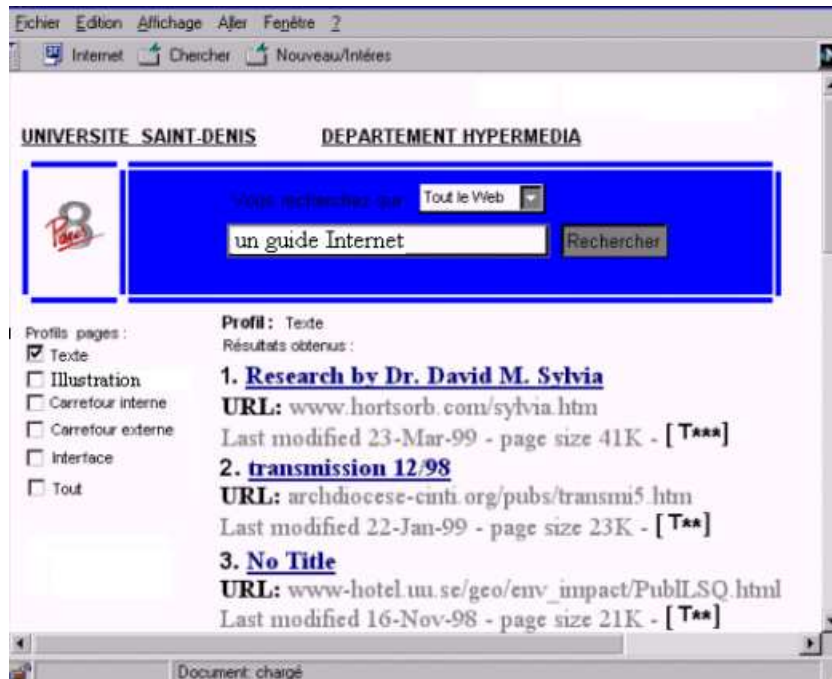 Fichier Edition Affichage Aller Fenêtre ?
Internet Chercher Nouveau/Intéres
UNIVERSITE SAINT-DENIS DEPARTEMENT HYPERMEDIA
Vous recherchez sur Tout le Web
Paris 8
un guide Internet Rechercher
Profils pages :
Texte
Illustration
Carrefour interne
Carrefour externe
Interface
Tout
Profil : Texte
Résultats obtenus :
1. Research by Dr. David M. Sylvia
URL: www.hortsorb.com/sylvia.htm
Last modified 23-Mar-99 - page size 41K - [ T***]
2. transmission 12/98
URL: archdiocese-cinti.org/pubs/transmi5.htm
Last modified 22-Jan-99 - page size 23K - [ T**]
3. No Title
URL: www-hotel.uu.se/geo/env_impact/PublLSQ.html
Last modified 16-Nov-98 - page size 21K - [ T**]
Document: chargé